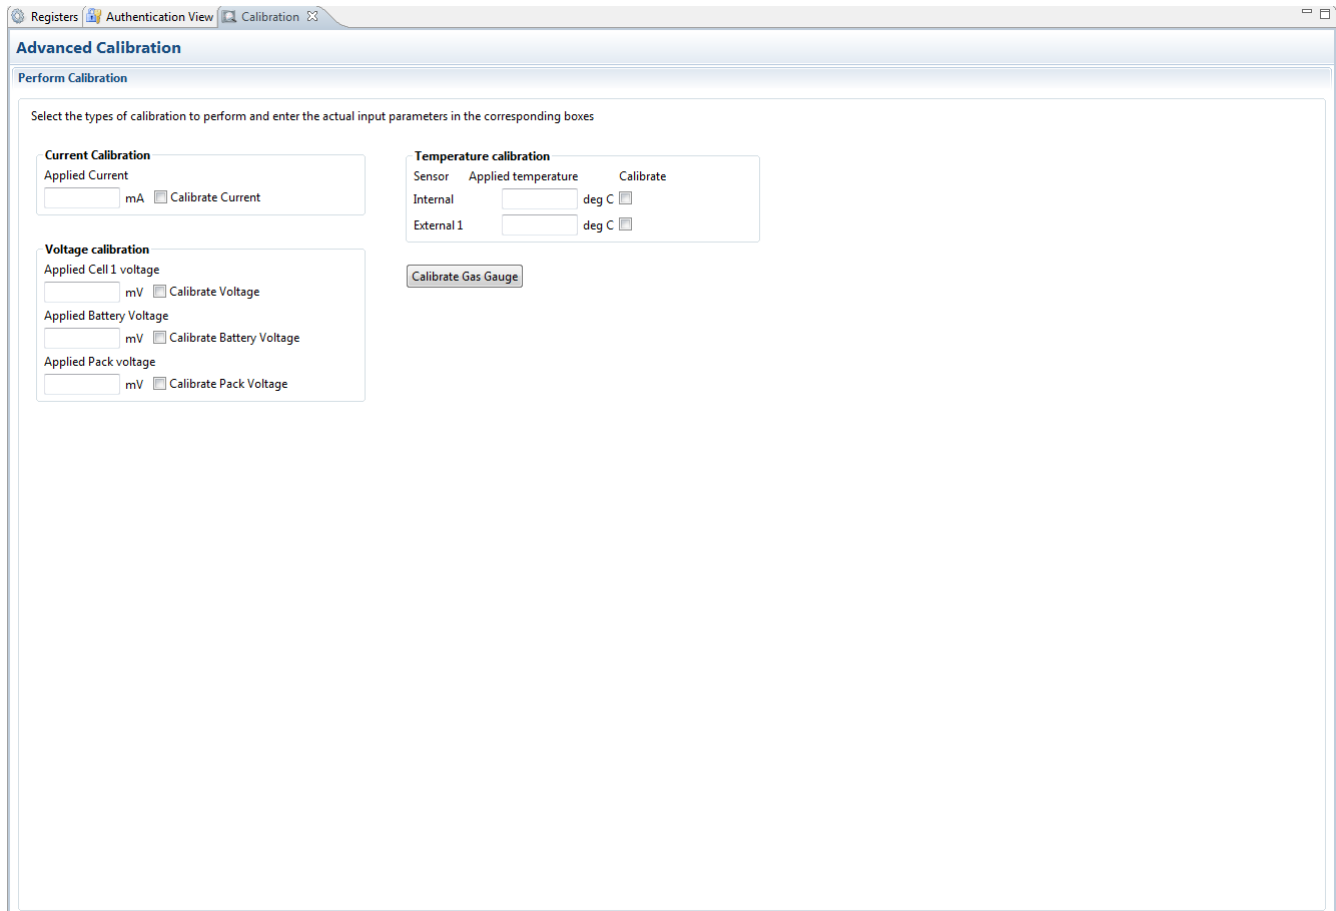 Registers Authentication View Calibration
Advanced Calibration
Perform Calibration
Select the types of calibration to perform and enter the actual input parameters in the corresponding boxes
Current Calibration
Applied Current
mA Calibrate Current
Voltage calibration
Applied Cell 1 voltage
mV Calibrate Voltage
Applied Battery Voltage
mV Calibrate Battery Voltage
Applied Pack voltage
mV Calibrate Pack Voltage
Temperature calibration
Sensor Applied temperature Calibrate
Internal deg C
External 1 deg C
Calibrate Gas Gauge